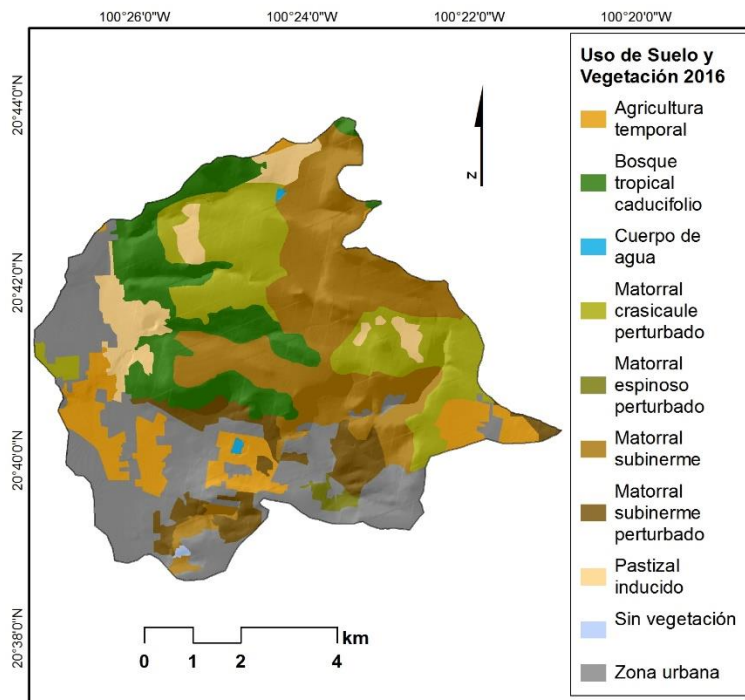 100°26'0"W
100°24'0"W
100°22'0"W
100°20'0"W
20°44'0"N
20°42'0"N
20°40'0"N
20°38'0"N
N
km
0
1
2
4
Uso de Suelo y
Vegetación 2016
Agricultura
temporal
Bosque
tropical
caducifolio
Cuerpo de
agua
Matorral
crasicaule
perturbado
Matorral
espinoso
perturbado
Matorral
subinerme
Matorral
subinerme
perturbado
Pastizal
inducido
Sin vegetación
Zona urbana